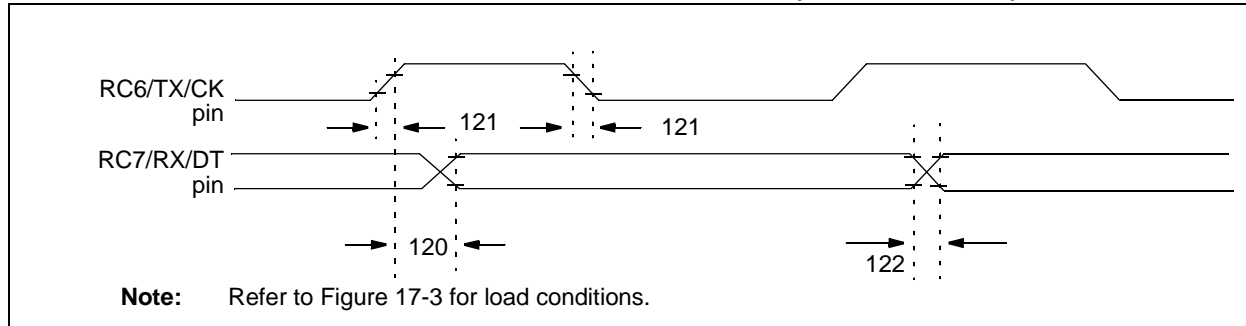 RC6/TX/CK
pin
121
121
RC7/RX/DT
pin
120
122
Note: Refer to Figure 17-3 for load conditions.